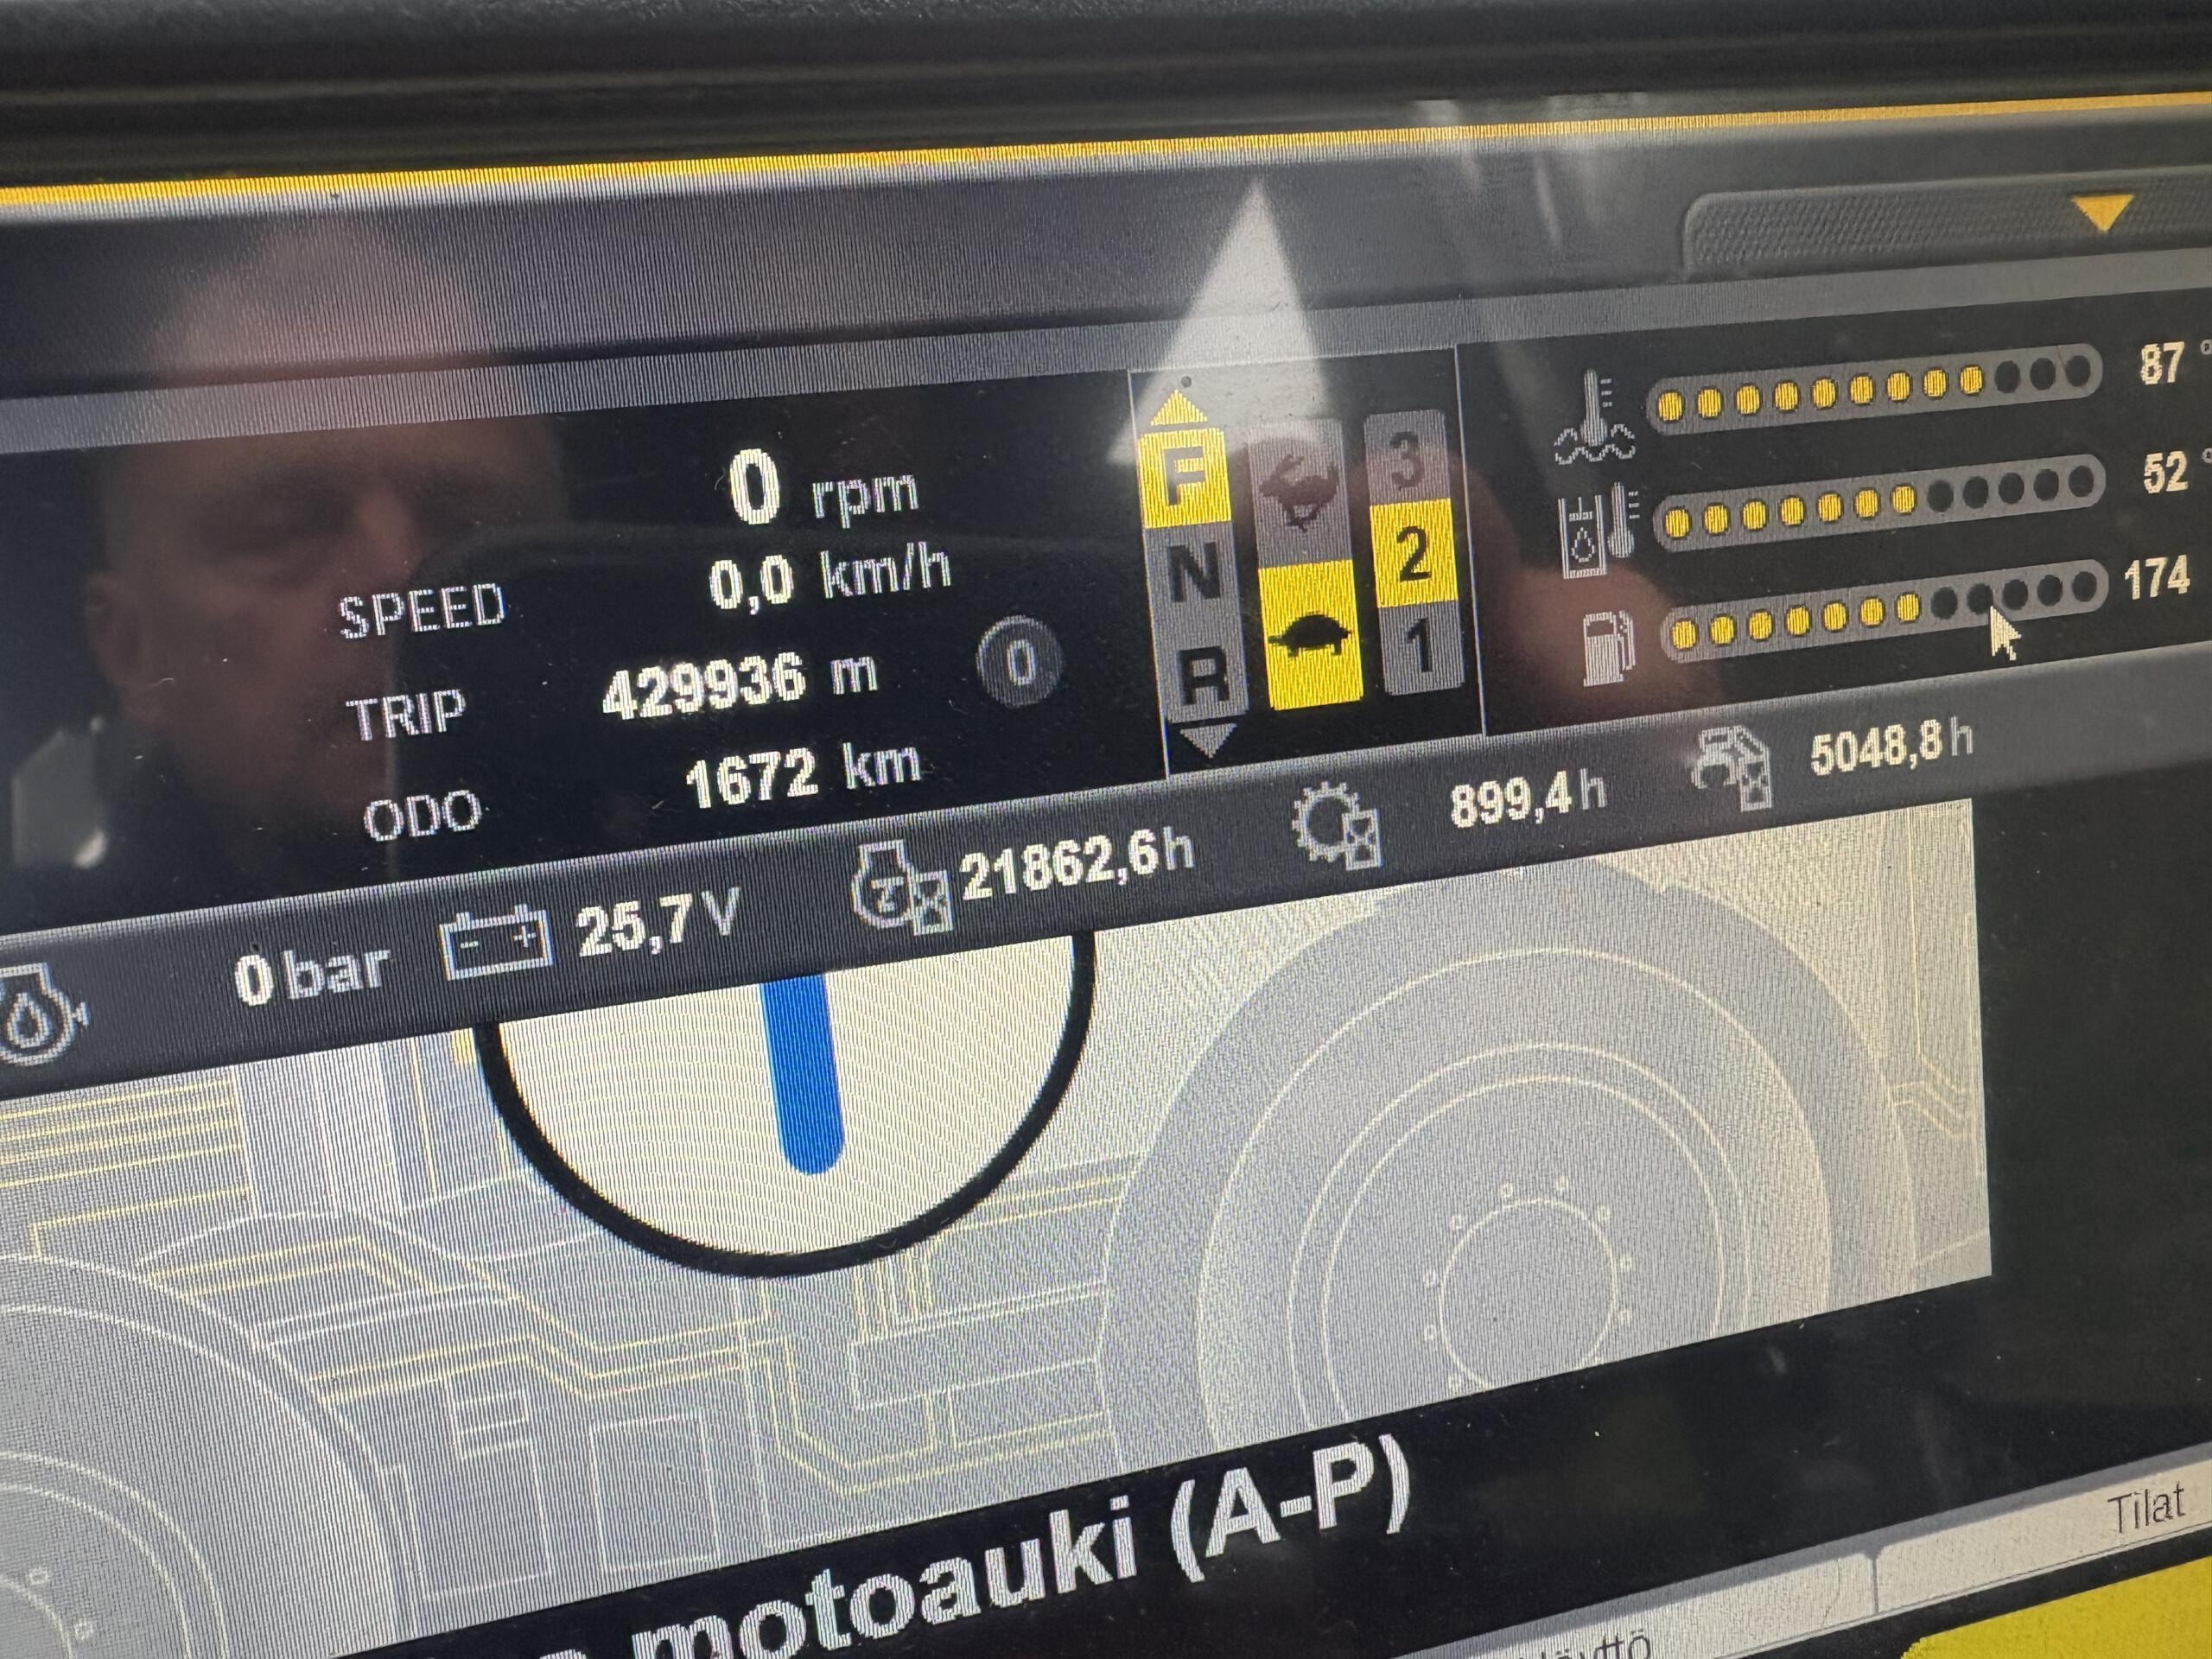 0 rpm
SPEED 0,0 km/h
TRIP 429936 m
0
ODO 1672 km
F
N
R
3
2
1
87 °
52 °
174
0 bar 25,7 V 21862,6 h 899,4 h 5048,8 h
motoauki (A-P)
Tilat